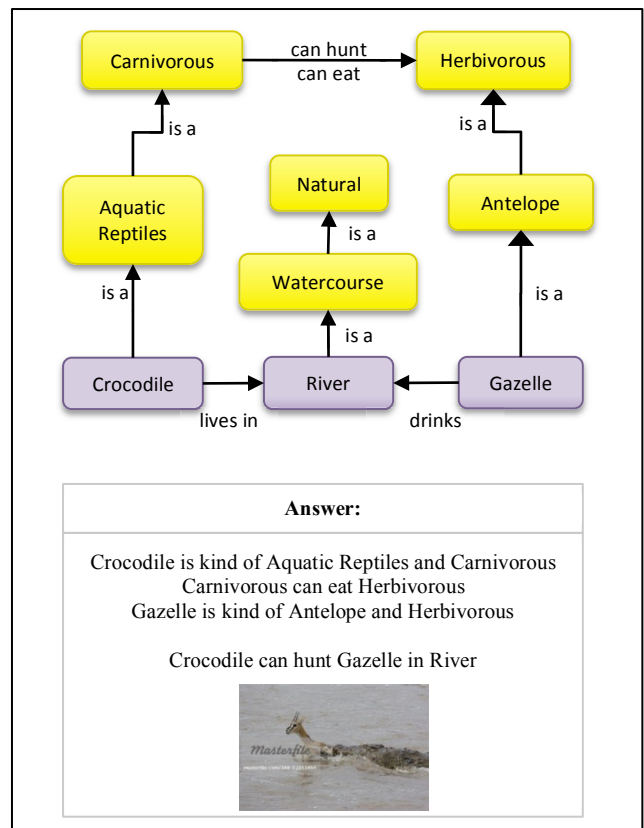 Carnivorous
can hunt
can eat
Herbivorous
is a
is a
Natural
Aquatic
Reptiles
Antelope
is a
is a
Watercourse
is a
is a
Crocodile
River
Gazelle
lives in
drinks
Answer:
Crocodile is kind of Aquatic Reptiles and Carnivorous
Carnivorous can eat Herbivorous
Gazelle is kind of Antelope and Herbivorous
Crocodile can hunt Gazelle in River
Masterfile